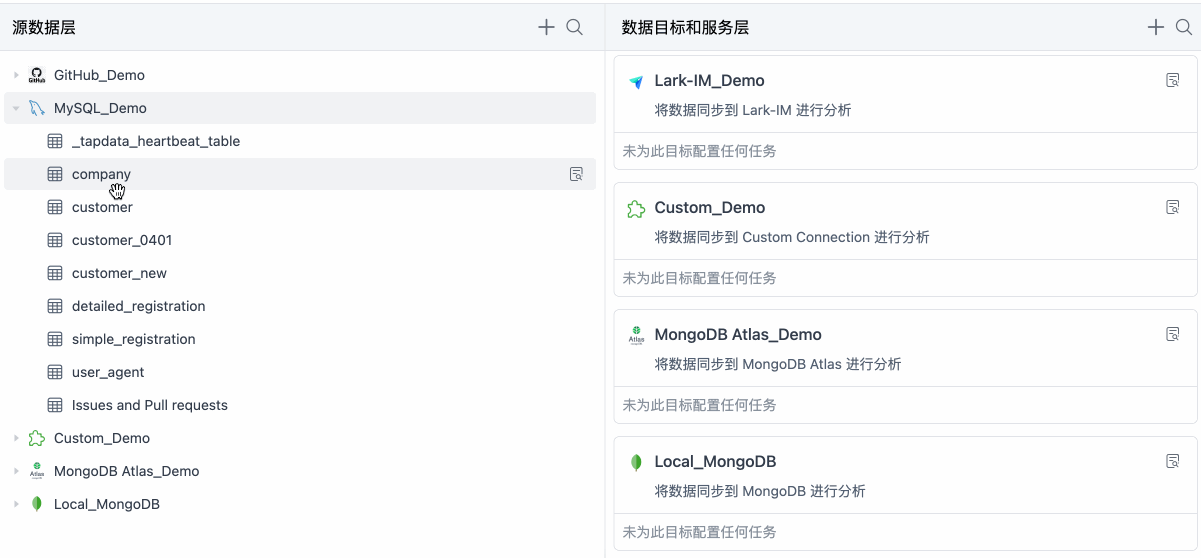 源数据层
GitHub_Demo
MySQL_Demo
_tapdata_heartbeat_table
company
customer
customer_0401
customer_new
detailed_registration
simple_registration
user_agent
Issues and Pull requests
Custom_Demo
MongoDB Atlas_Demo
Local_MongoDB
数据目标和服务层
Lark-IM_Demo
将数据同步到 Lark-IM 进行分析
未为此目标配置任何任务
Custom_Demo
将数据同步到 Custom Connection 进行分析
未为此目标配置任何任务
MongoDB Atlas_Demo
将数据同步到 MongoDB Atlas 进行分析
未为此目标配置任何任务
Local_MongoDB
将数据同步到 MongoDB 进行分析
未为此目标配置任何任务